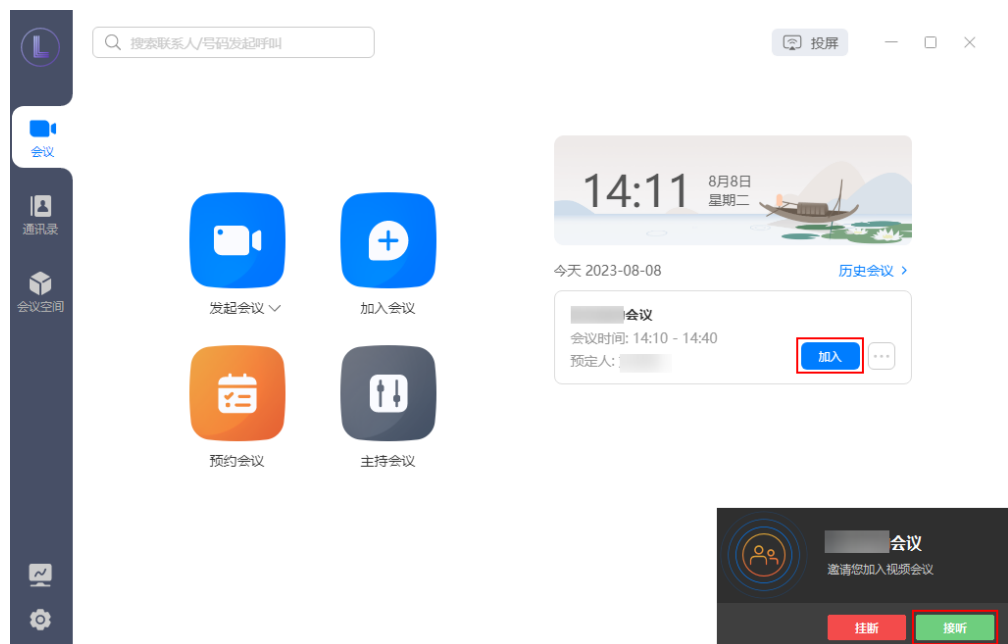 L
搜索联系人/号码发起呼叫
投屏
会议
通讯录
会议空间
发起会议
加入会议
预约会议
主持会议
14:11
8月8日
星期二
今天 2023-08-08
历史会议
会议
会议时间: 14:10 - 14:40
预定人:
加入
会议
邀请您加入视频会议
挂断
接听